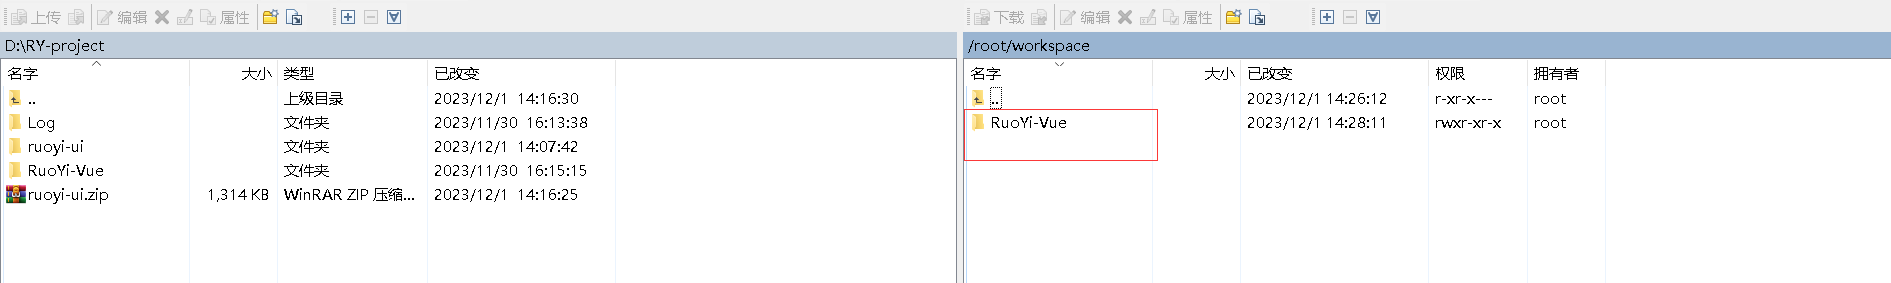 上传 编辑 属性
D:\RY-project
名字 大小 类型 已改变
.. 上级目录 2023/12/1 14:16:30
Log 文件夹 2023/11/30 16:13:38
ruoyi-ui 文件夹 2023/12/1 14:07:42
RuoYi-Vue 文件夹 2023/11/30 16:15:15
ruoyi-ui.zip 1,314 KB WinRAR ZIP 压缩... 2023/12/1 14:16:25
下载 编辑 属性
/root/workspace
名字 大小 已改变 权限 拥有者
.. 2023/12/1 14:26:12 r-xr-x--- root
RuoYi-Vue 2023/12/1 14:28:11 rwxr-xr-x root